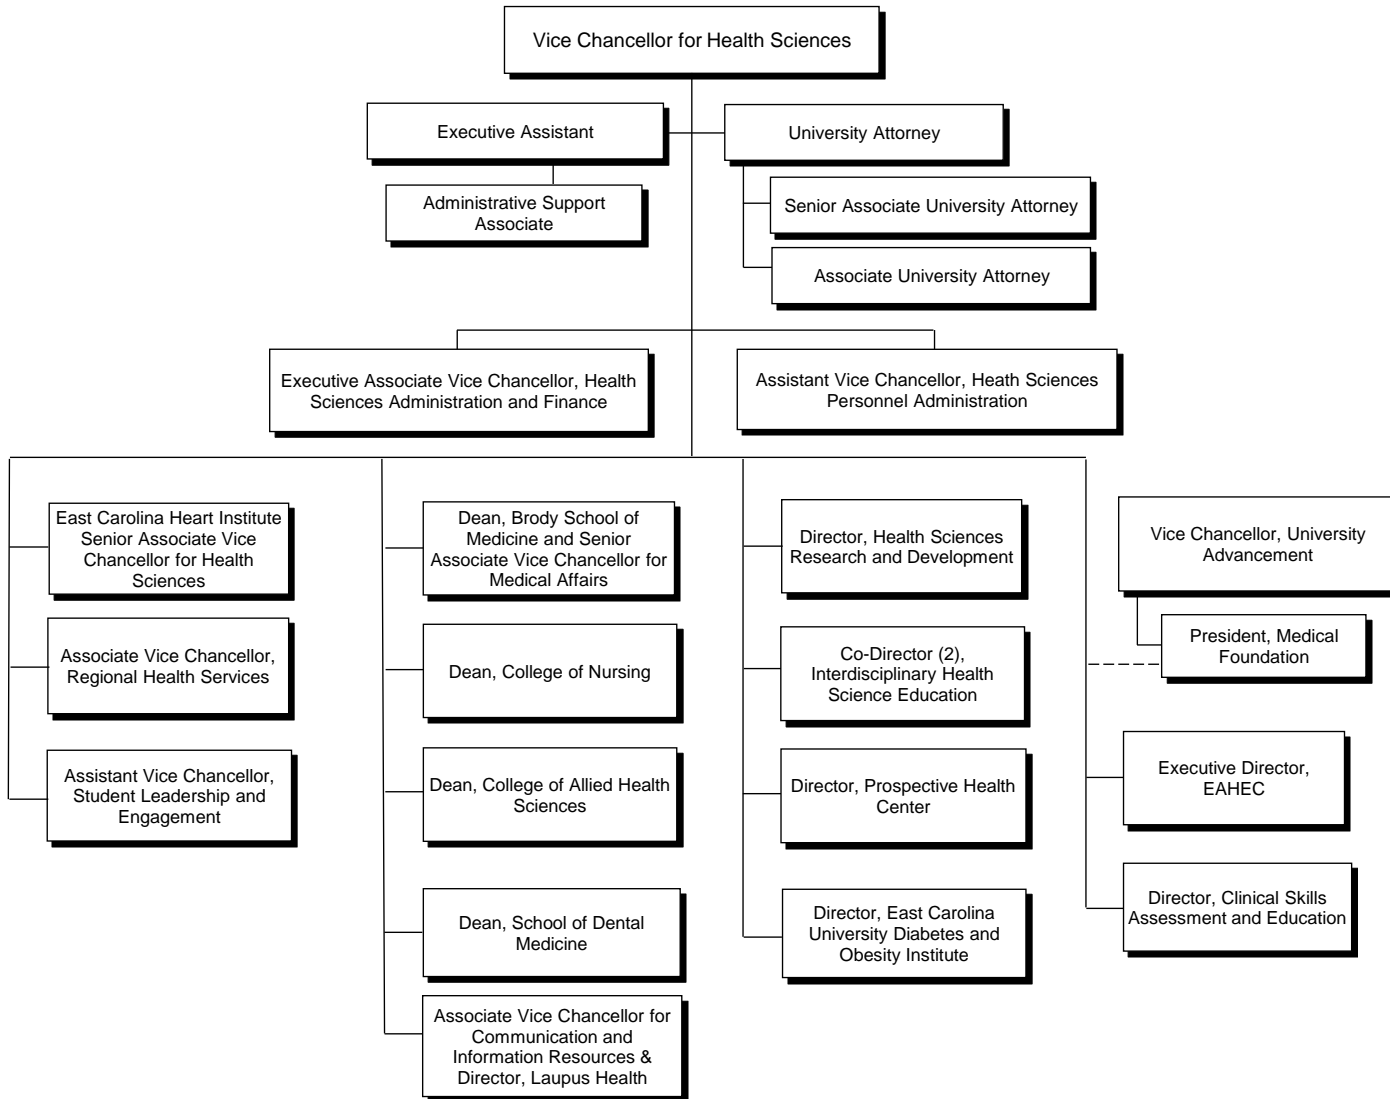 Vice Chancellor for Health Sciences
Executive Assistant
University Attorney
Administrative Support
Associate
Senior Associate University Attorney
Associate University Attorney
Executive Associate Vice Chancellor, Health
Sciences Administration and Finance
Assistant Vice Chancellor, Heath Sciences
Personnel Administration
East Carolina Heart Institute
Senior Associate Vice
Chancellor for Health
Sciences
Associate Vice Chancellor,
Regional Health Services
Assistant Vice Chancellor,
Student Leadership and
Engagement
Dean, Brody School of
Medicine and Senior
Associate Vice Chancellor for
Medical Affairs
Dean, College of Nursing
Dean, College of Allied Health
Sciences
Dean, School of Dental
Medicine
Associate Vice Chancellor for
Communication and
Information Resources &
Director, Laupus Health
Director, Health Sciences
Research and Development
Co-Director (2),
Interdisciplinary Health
Science Education
Director, Prospective Health
Center
Director, East Carolina
University Diabetes and
Obesity Institute
Vice Chancellor, University
Advancement
President, Medical
Foundation
Executive Director,
EAHEC
Director, Clinical Skills
Assessment and Education